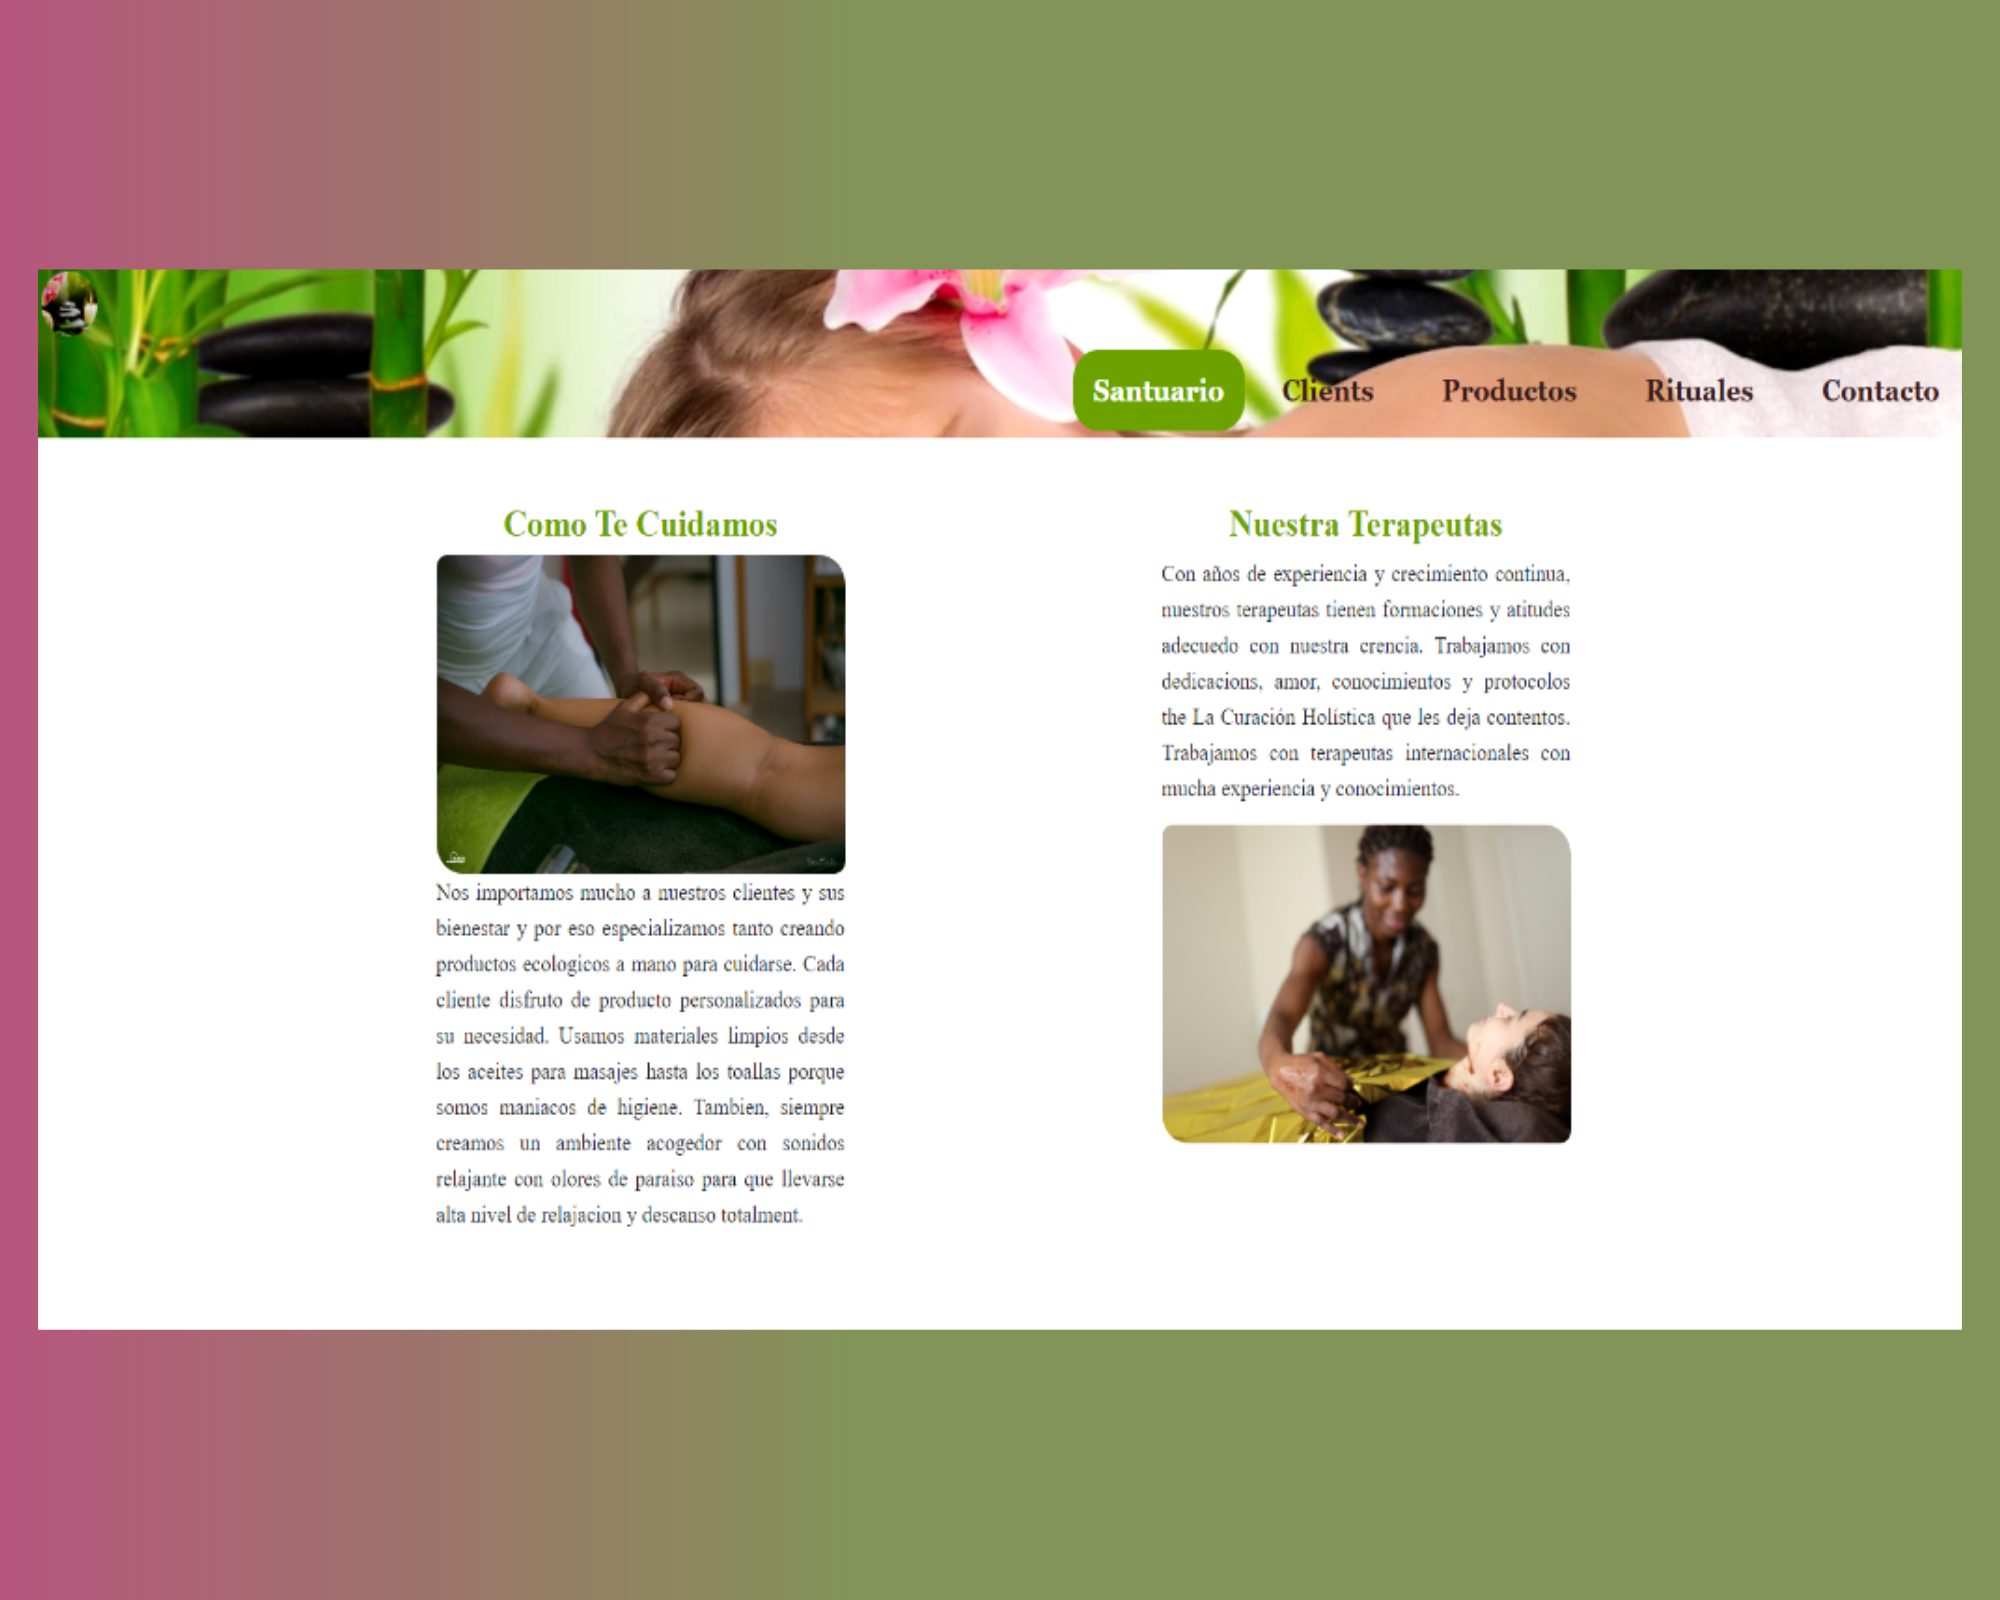 Santuario Clients Productos Rituales Contacto
Como Te Cuidamos
Nos importamos mucho a nuestros clientes y sus
bienestar y por eso especializamos tanto creando
productos ecologicos a mano para cuidarse. Cada
cliente disfruto de producto personalizados para
su necesidad. Usamos materiales limpios desde
los aceites para masajes hasta los toallas porque
somos maniacos de higiene. Tambien, siempre
creamos un ambiente acogedor con sonidos
relajante con olores de paraiso para que llevarse
alta nivel de relajacion y descanso totalment.
Nuestra Terapeutas
Con años de experiencia y crecimiento continua,
nuestros terapeutas tienen formaciones y atitudes
adecuedo con nuestra crencia. Trabajamos con
dedicacions, amor, conocimientos y protocolos
the La Curación Holística que les deja contentos.
Trabajamos con terapeutas internacionales con
mucha experiencia y conocimientos.